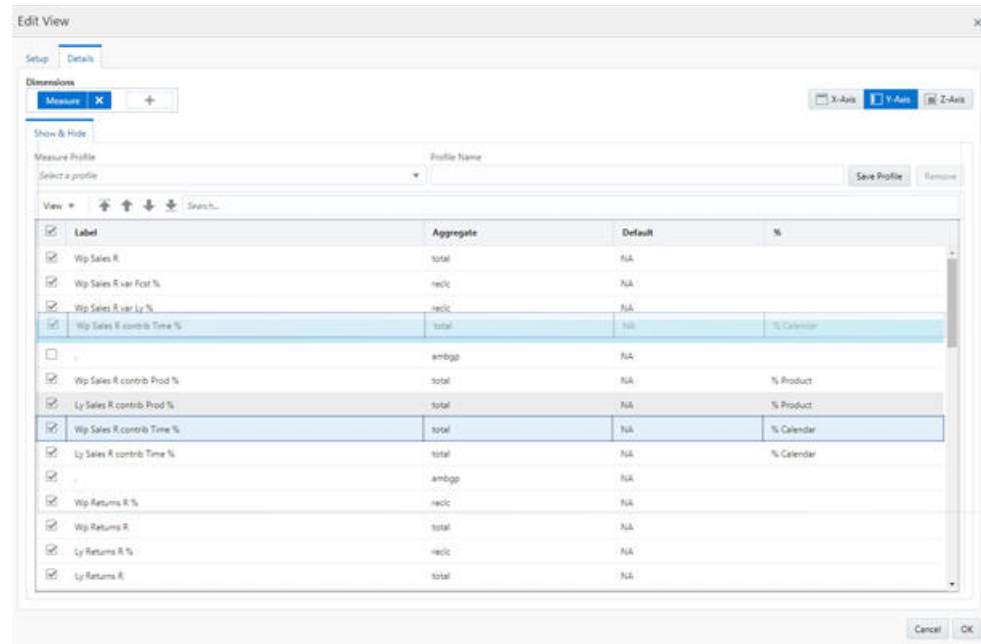 Edit View
Setup Details
Dimensions
Measure X +
X-Axis Y-Axis Z-Axis
Show & Hide
Measure Profile Profile Name
Select a profile Save Profile Remove
View Search...
Label Aggregate Default %
Wp Sales R total NA
Wp Sales R var Fcst % recalc NA
Wp Sales R var Ly % recalc NA
Wp Sales R contrib Time % total NA % Calendar
. ambgp NA
Wp Sales R contrib Prod % total NA % Product
Ly Sales R contrib Prod % total NA % Product
Wp Sales R contrib Time % total NA % Calendar
Ly Sales R contrib Time % total NA % Calendar
. ambgp NA
Wp Returns R % recalc NA
Wp Returns R total NA
Ly Returns R % recalc NA
Ly Returns R total NA
Cancel OK